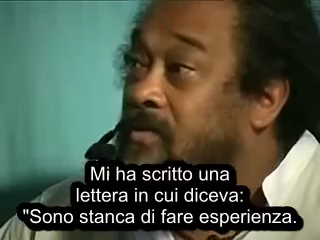 Mi ha scritto una
lettera in cui diceva:
"Sono stanca di fare esperienza.